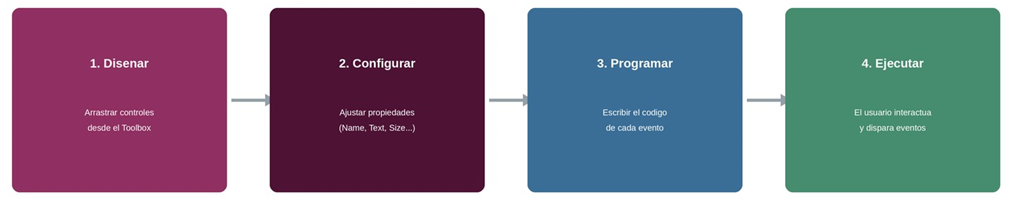 1. Disenar
Arrastrar controles
desde el Toolbox
2. Configurar
Ajustar propiedades
(Name, Text, Size...)
3. Programar
Escribir el codigo
de cada evento
4. Ejecutar
El usuario interactua
y dispara eventos